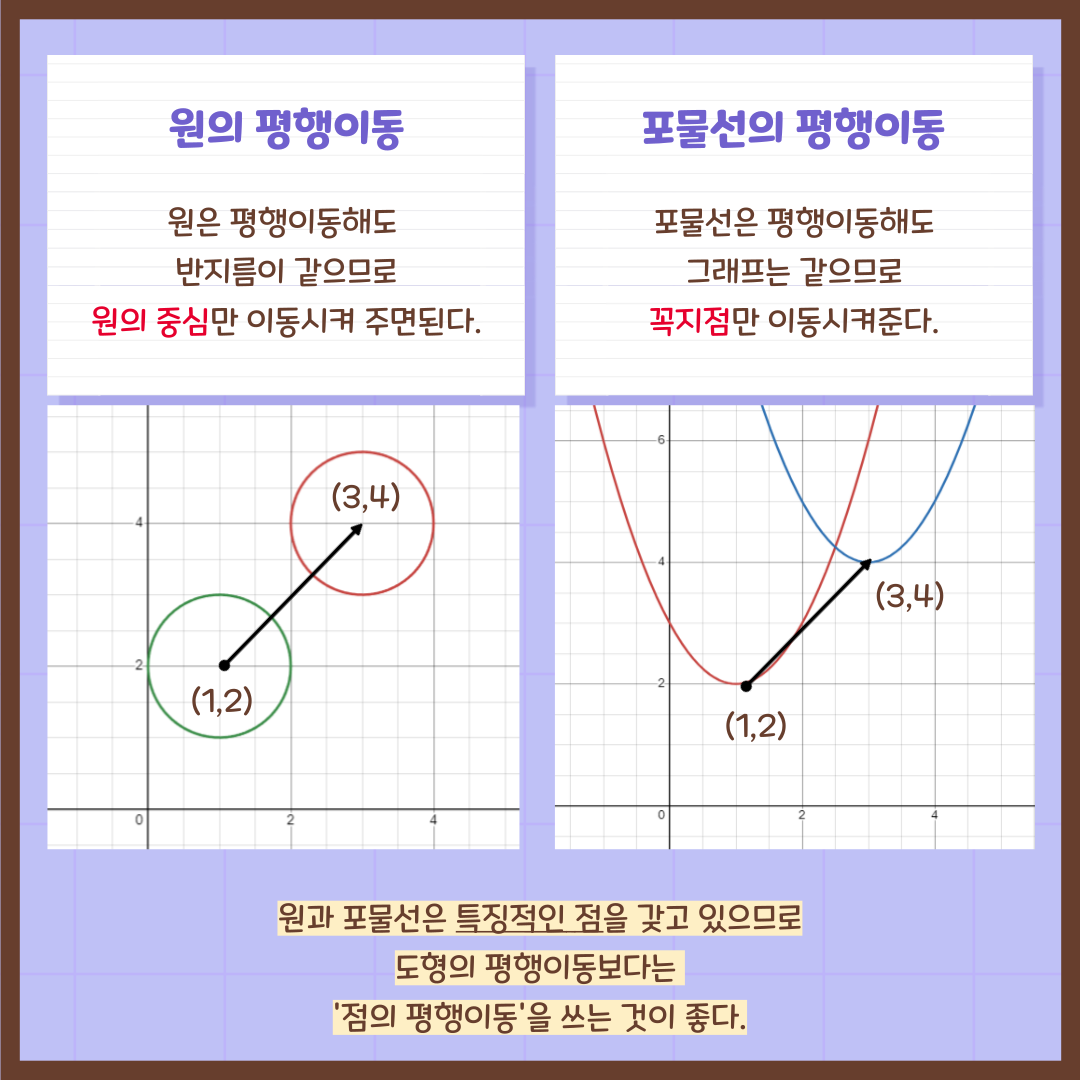 원의 평행이동
원은 평행이동해도
반지름이 같으므로
원의 중심만 이동시켜 주면된다.
포물선의 평행이동
포물선은 평행이동해도
그래프는 같으므로
꼭지점만 이동시켜준다.
(3,4)
4
2
(1,2)
0
2
4
6
4
(3,4)
2
(1,2)
0
2
4
원과 포물선은 특징적인 점을 갖고 있으므로
도형의 평행이동보다는
'점의 평행이동'을 쓰는 것이 좋다.